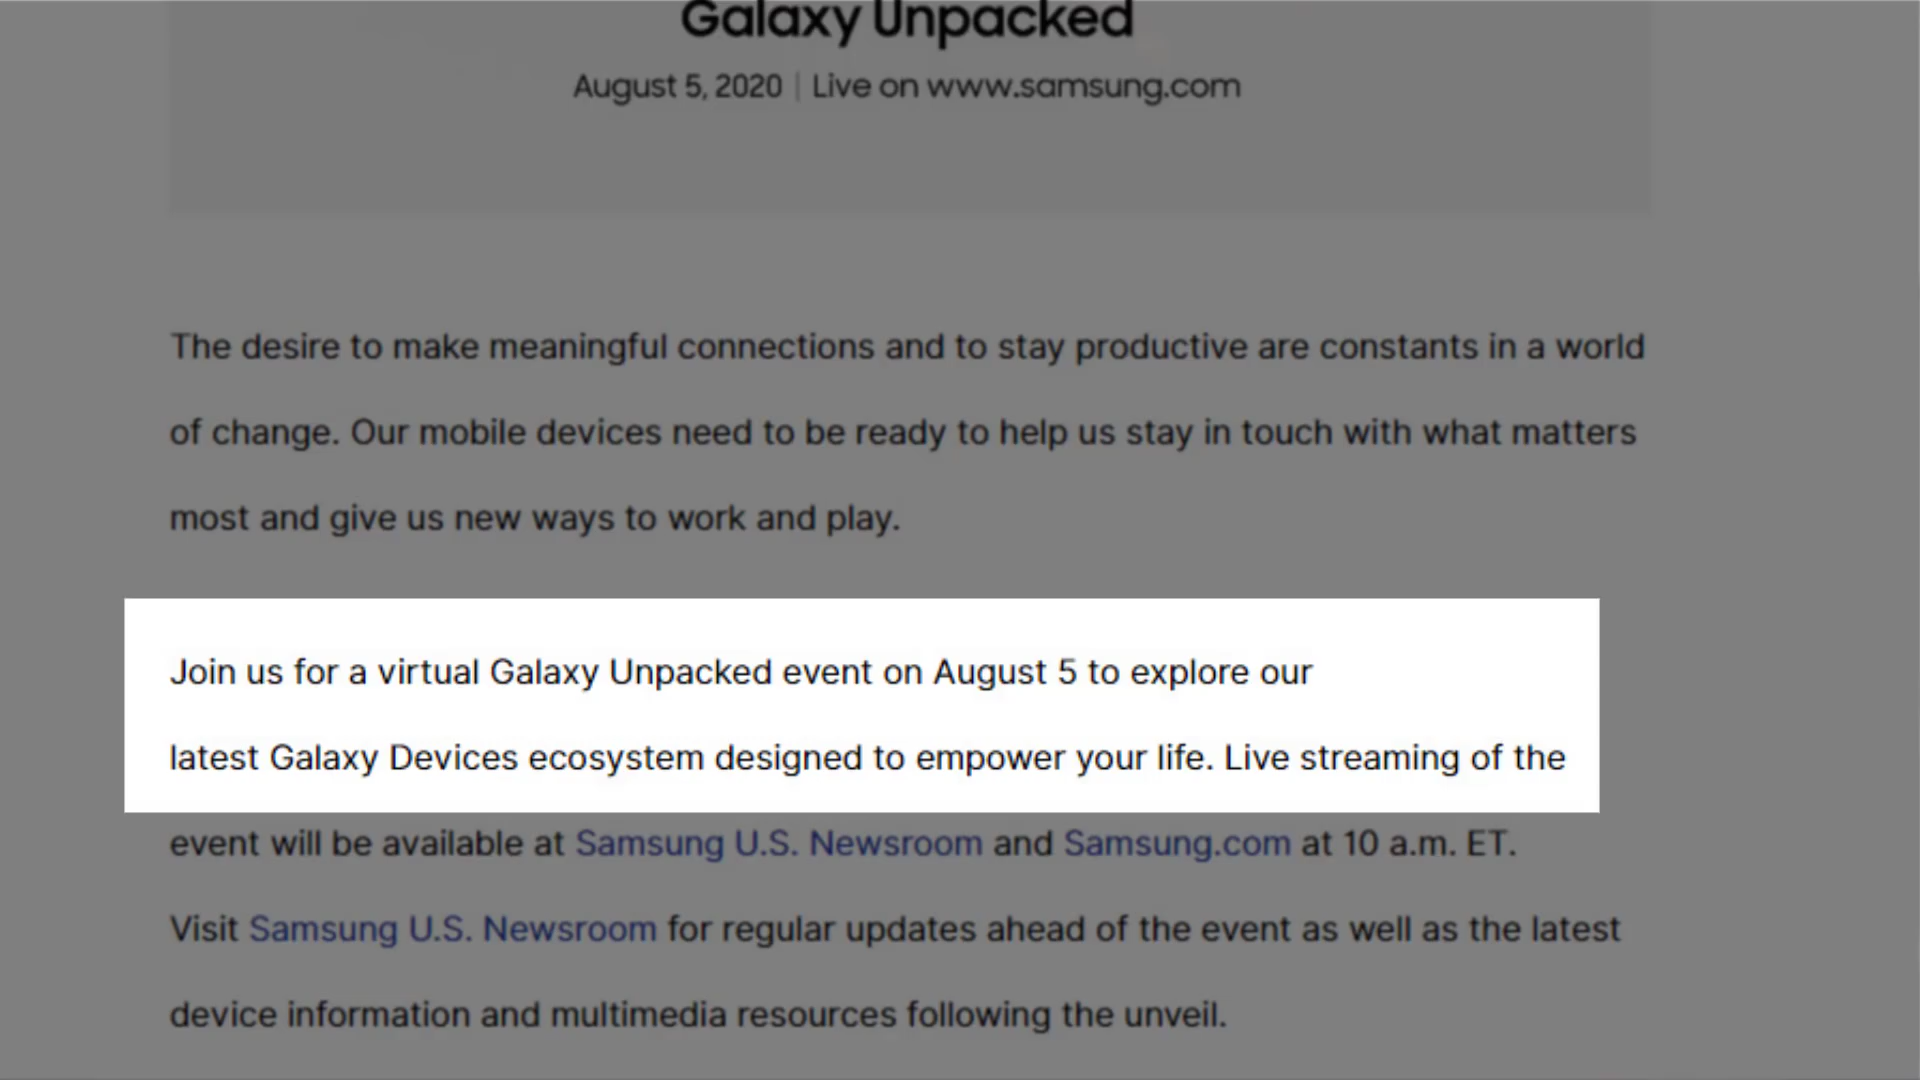 Galaxy Unpacked
August 5, 2020 | Live on www.samsung.com
The desire to make meaningful connections and to stay productive are constants in a world
of change. Our mobile devices need to be ready to help us stay in touch with what matters
most and give us new ways to work and play.
Join us for a virtual Galaxy Unpacked event on August 5 to explore our
latest Galaxy Devices ecosystem designed to empower your life. Live streaming of the
event will be available at Samsung U.S. Newsroom and Samsung.com at 10 a.m. ET.
Visit Samsung U.S. Newsroom for regular updates ahead of the event as well as the latest
device information and multimedia resources following the unveil.